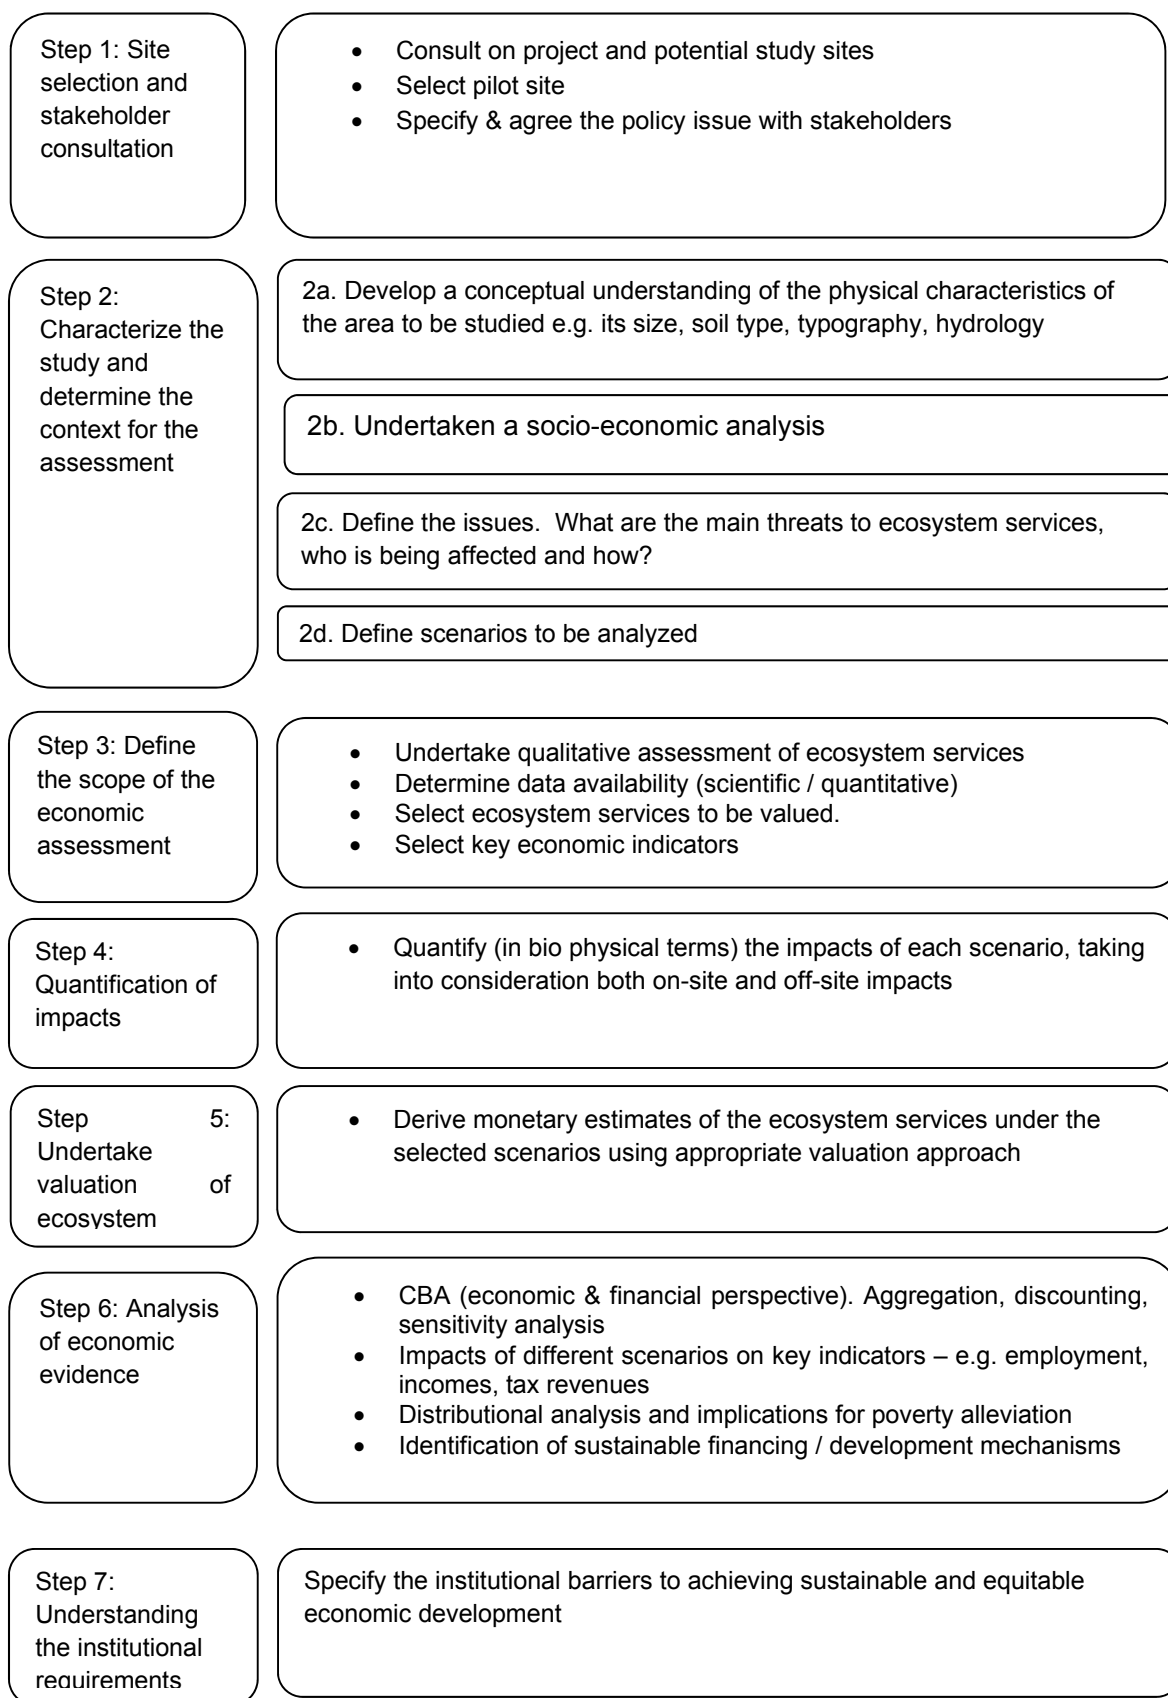 Step 1: Site
selection and
stakeholder
consultation
• Consult on project and potential study sites
• Select pilot site
• Specify & agree the policy issue with stakeholders
Step 2:
Characterize the
study and
determine the
context for the
assessment
2a. Develop a conceptual understanding of the physical characteristics of
the area to be studied e.g. its size, soil type, typography, hydrology
2b. Undertaken a socio-economic analysis
2c. Define the issues.  What are the main threats to ecosystem services,
who is being affected and how?
2d. Define scenarios to be analyzed
Step 3: Define
the scope of the
economic
assessment
• Undertake qualitative assessment of ecosystem services
• Determine data availability (scientific / quantitative)
• Select ecosystem services to be valued.
• Select key economic indicators
Step 4:
Quantification of
impacts
• Quantify (in bio physical terms) the impacts of each scenario, taking
into consideration both on-site and off-site impacts
Step 5:
Undertake
valuation of
ecosystem
• Derive monetary estimates of the ecosystem services under the
selected scenarios using appropriate valuation approach
Step 6: Analysis
of economic
evidence
• CBA (economic & financial perspective). Aggregation, discounting,
sensitivity analysis
• Impacts of different scenarios on key indicators – e.g. employment,
incomes, tax revenues
• Distributional analysis and implications for poverty alleviation
• Identification of sustainable financing / development mechanisms
Step 7:
Understanding
the institutional
requirements
Specify the institutional barriers to achieving sustainable and equitable
economic development